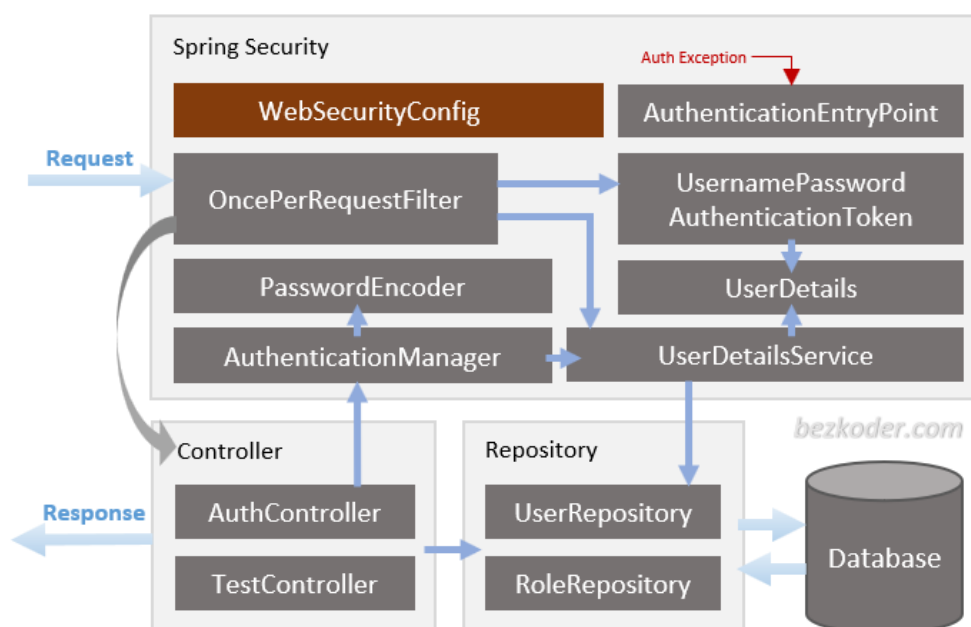 Spring Security
Auth Exception
WebSecurityConfig
AuthenticationEntryPoint
Request
OncePerRequestFilter
UsernamePassword
AuthenticationToken
PasswordEncoder
UserDetails
AuthenticationManager
UserDetailsService
bezkoder.com
Controller
Repository
Response
AuthController
UserRepository
Database
TestController
RoleRepository